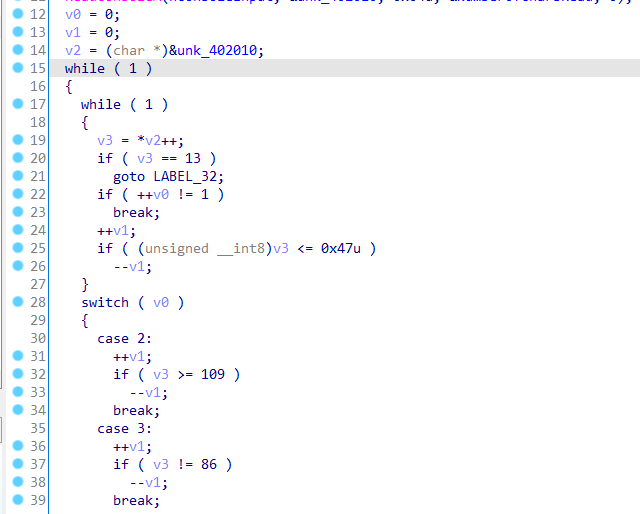 12 v0 = 0;
13 v1 = 0;
14 v2 = (char *)&unk_402010;
15 while ( 1 )
16 {
17 while ( 1 )
18 {
19 v3 = *v2++;
20 if ( v3 == 13 )
21 goto LABEL_32;
22 if ( ++v0 != 1 )
23 break;
24 ++v1;
25 if ( (unsigned __int8)v3 <= 0x47u )
26 --v1;
27 }
28 switch ( v0 )
29 {
30 case 2:
31 ++v1;
32 if ( v3 >= 109 )
33 --v1;
34 break;
35 case 3:
36 ++v1;
37 if ( v3 != 86 )
38 --v1;
39 break;